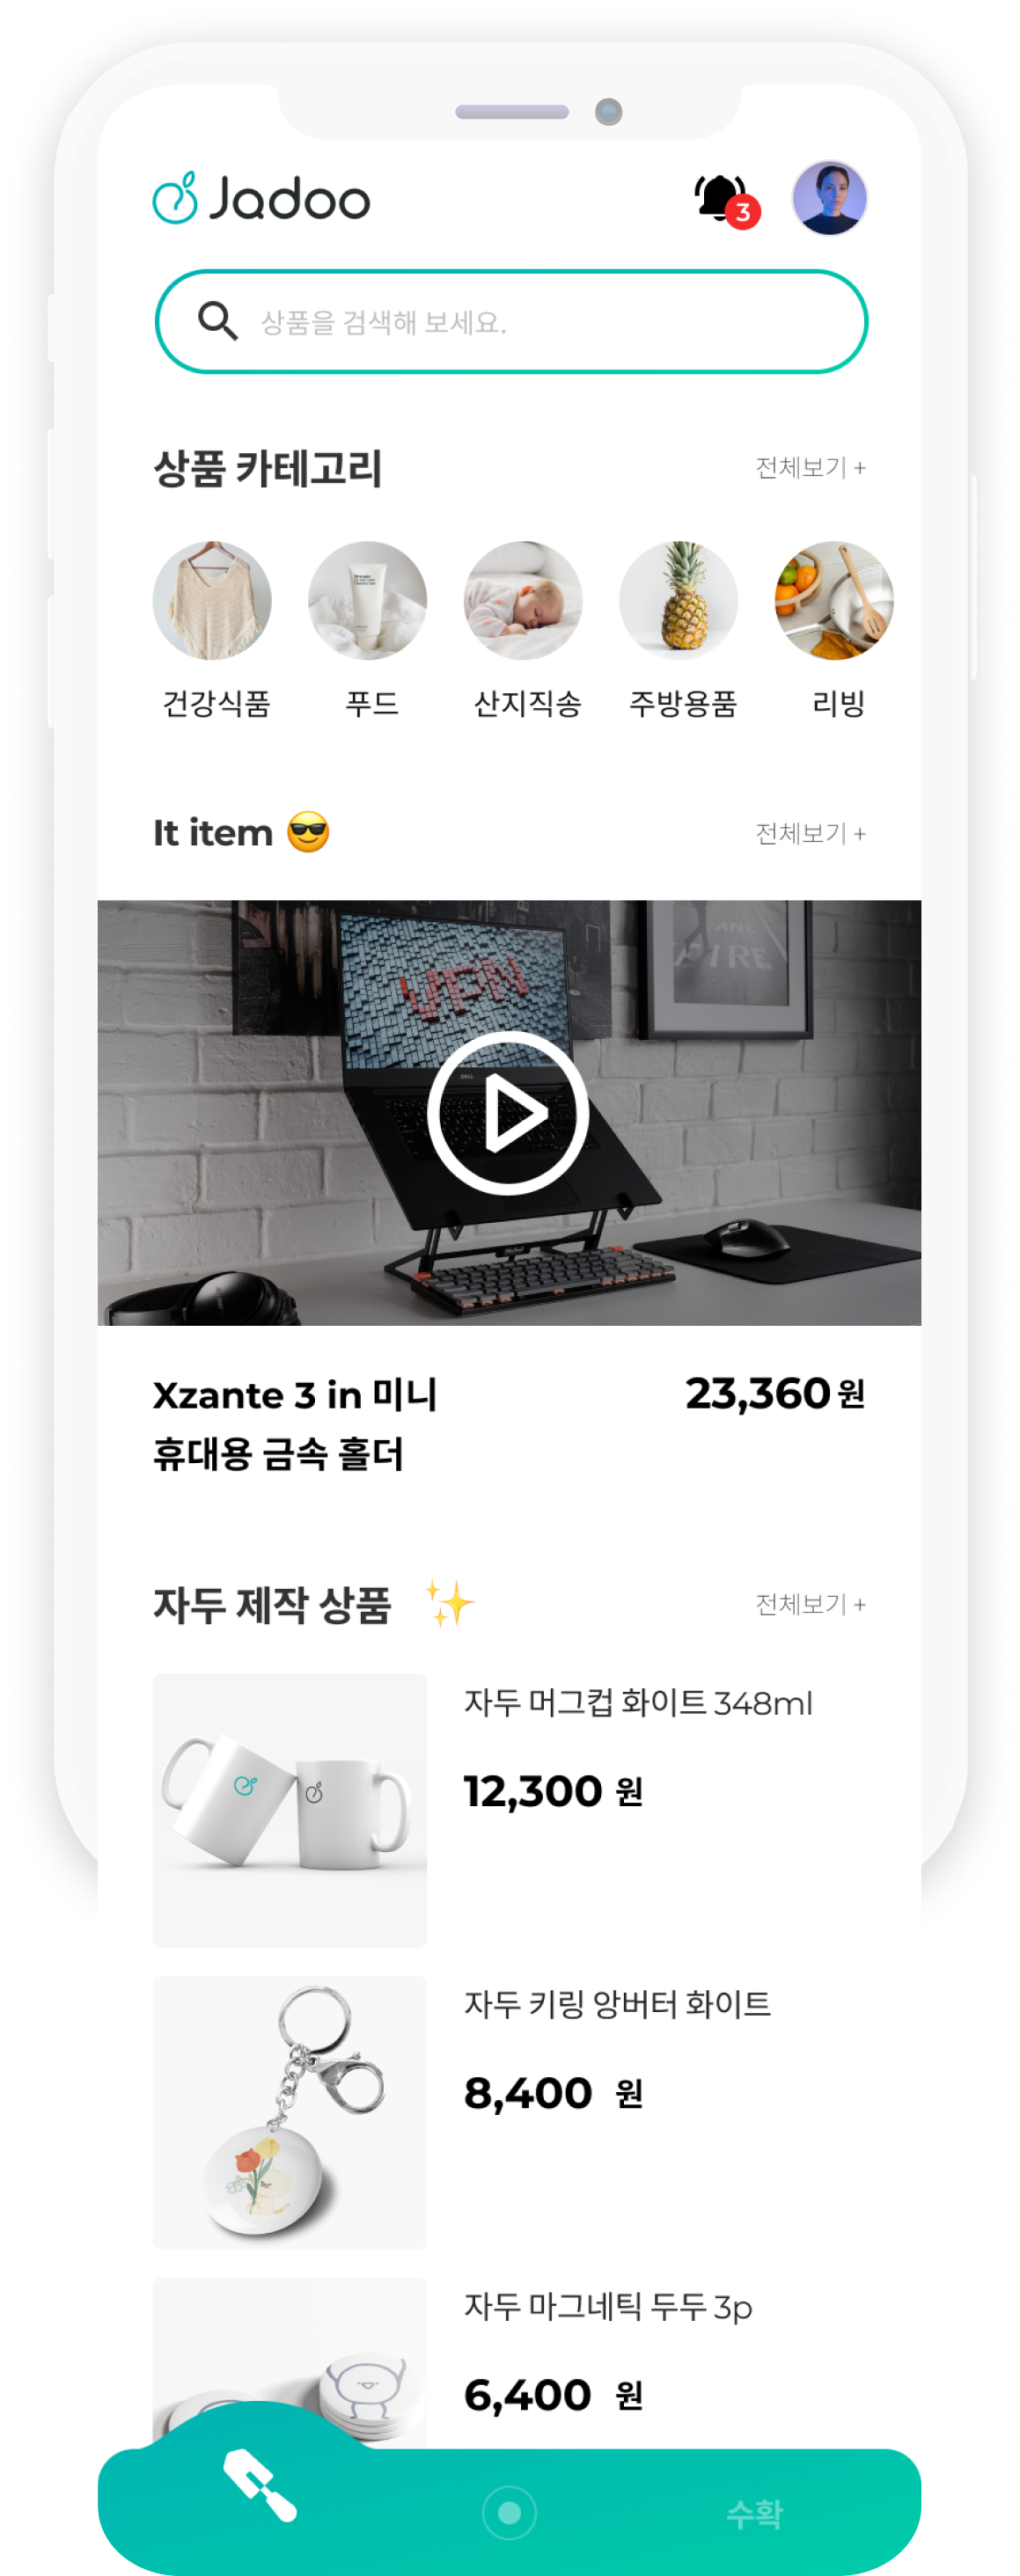 Jadoo
3
상품을 검색해 보세요.
상품 카테고리
전체보기 +
건강식품
푸드
산지직송
주방용품
리빙
It item 😎
전체보기 +
VPN
DELL
Xzante 3 in 미니
23,360 원
휴대용 금속 홀더
자두 제작 상품 ✨
전체보기 +
자두 머그컵 화이트 348ml
12,300 원
자두 키링 앙버터 화이트
8,400 원
자두 마그네틱 두두 3p
6,400 원
수확